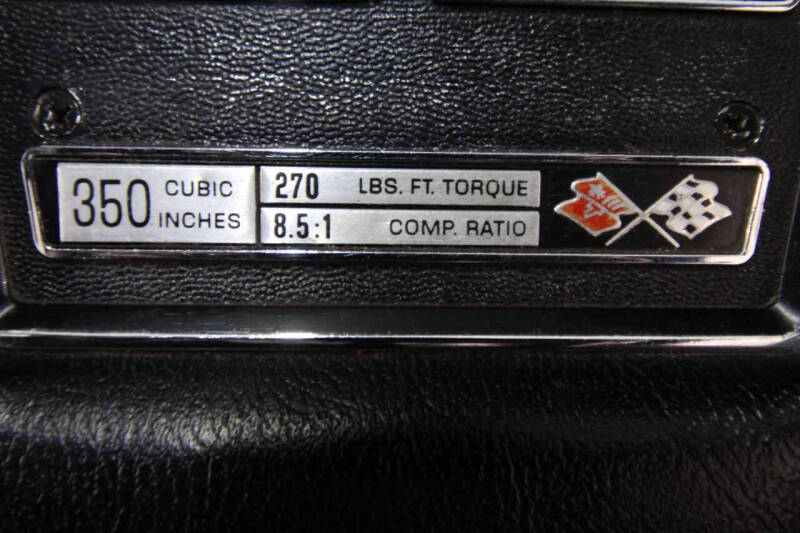 350 CUBIC INCHES
270 LBS. FT. TORQUE
8.5:1 COMP. RATIO